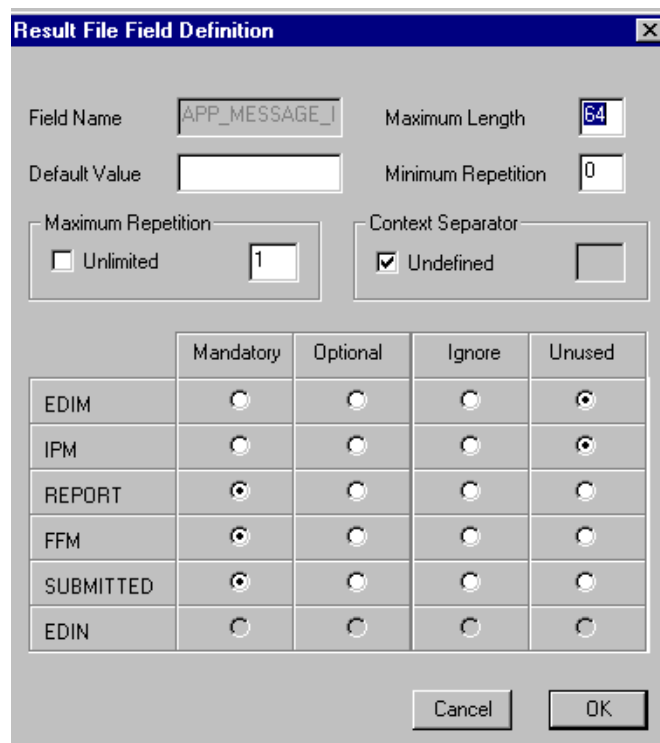 Result File Field Definition
Field Name APP_MESSAGE_I Maximum Length 64
Default Value Minimum Repetition 0
Maximum Repetition Context Separator
Unlimited 1 Undefined
Mandatory Optional Ignore Unused
EDIM
IPM
REPORT
FFM
SUBMITTED
EDIN
Cancel OK